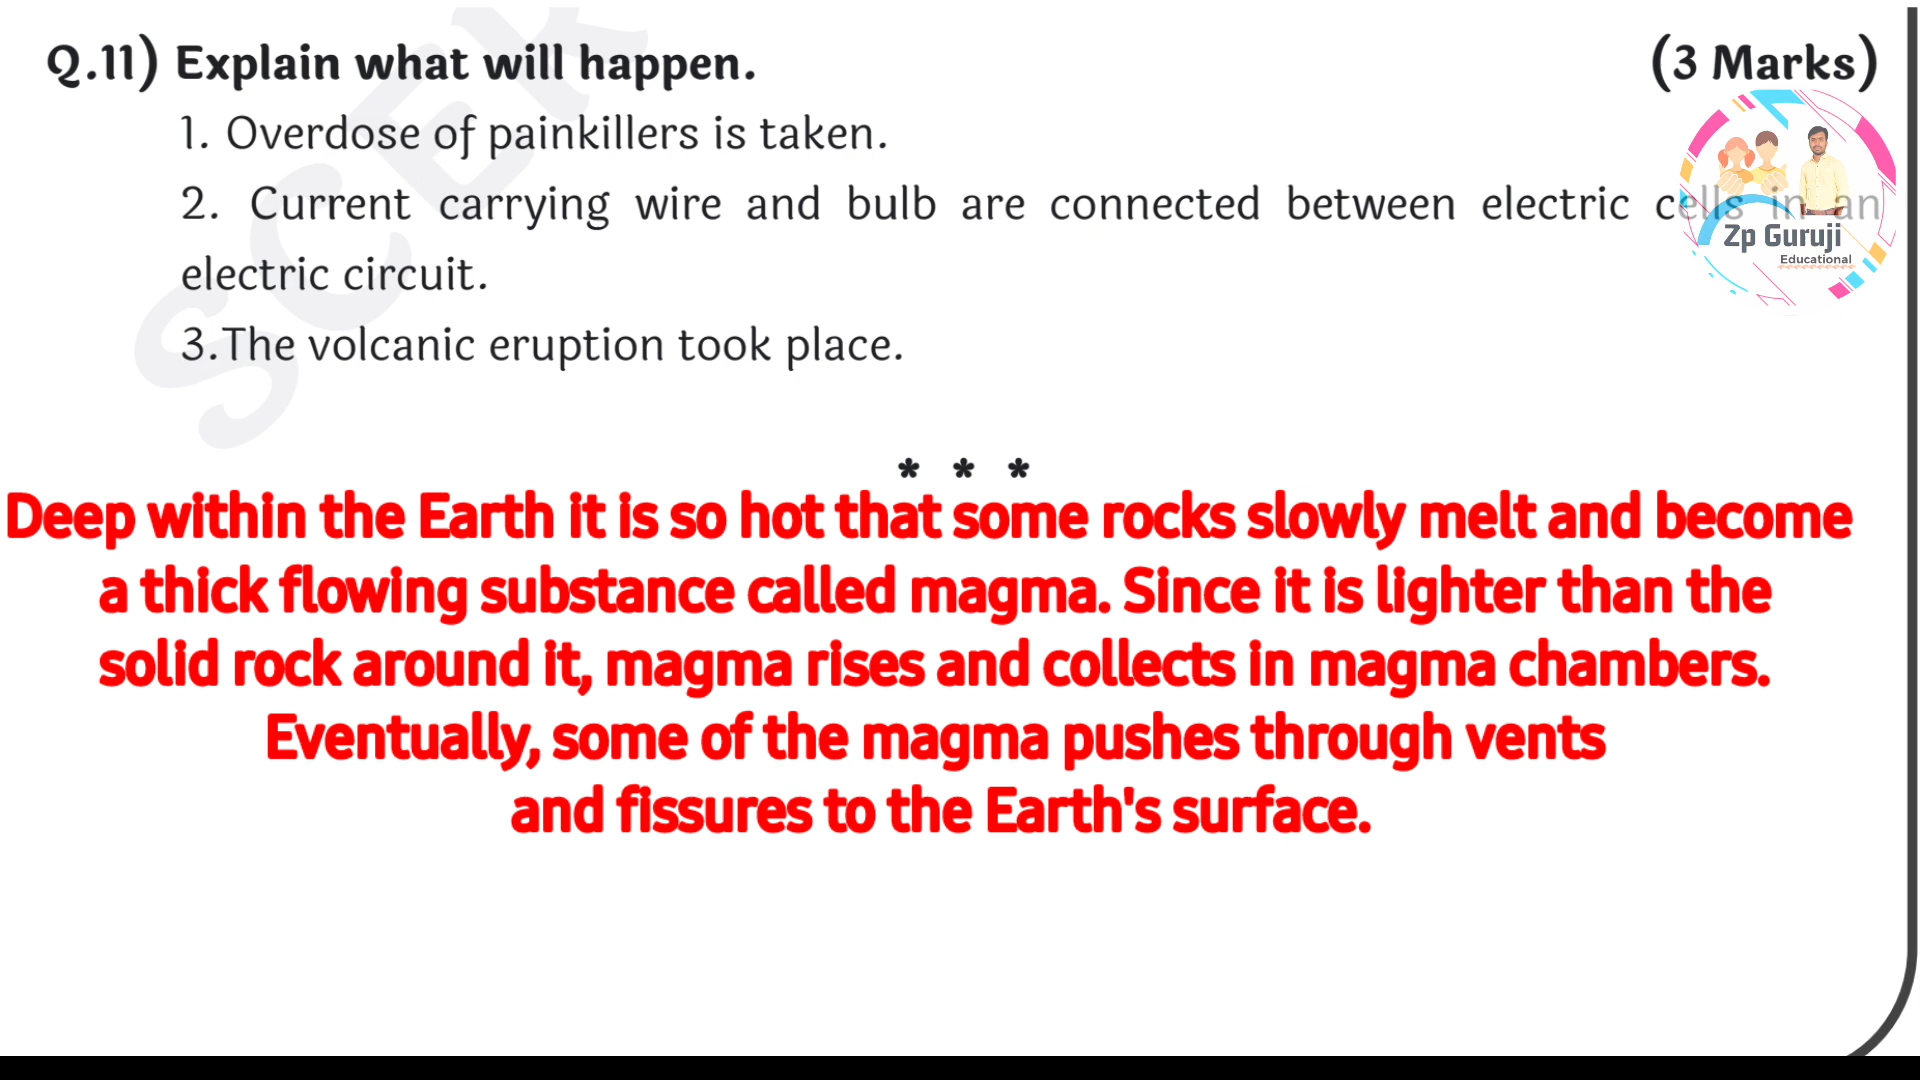 Q.11) Explain what will happen. (3 Marks)
1. Overdose of painkillers is taken.
2. Current carrying wire and bulb are connected between electric cells in an
electric circuit.
3.The volcanic eruption took place.
Zp Guruji
Educational
SCER
* * *
Deep within the Earth it is so hot that some rocks slowly melt and become
a thick flowing substance called magma. Since it is lighter than the
solid rock around it, magma rises and collects in magma chambers.
Eventually, some of the magma pushes through vents
and fissures to the Earth's surface.